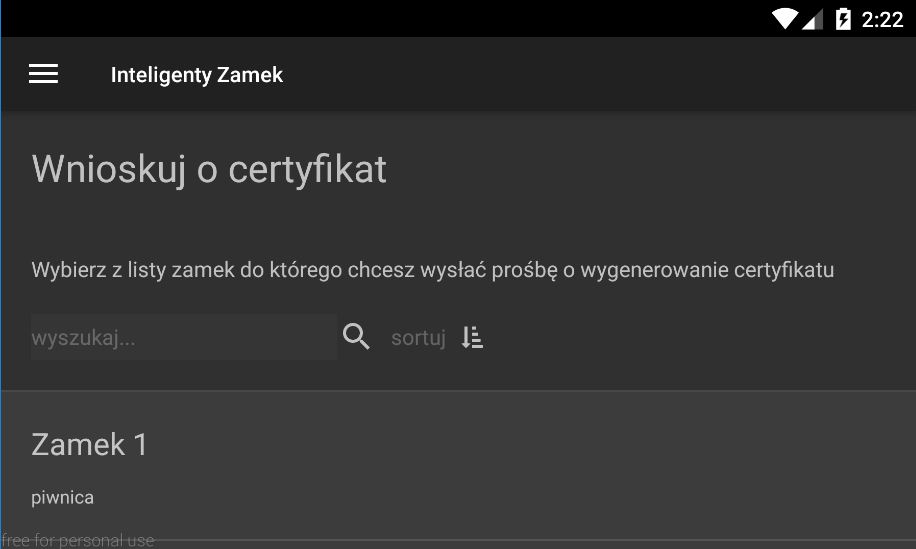 2:22
Inteligenty Zamek
Wnioskuj o certyfikat
Wybierz z listy zamek do którego chcesz wysłać prośbę o wygenerowanie certyfikatu
wyszukaj... sortuj
Zamek 1
piwnica
free for personal use